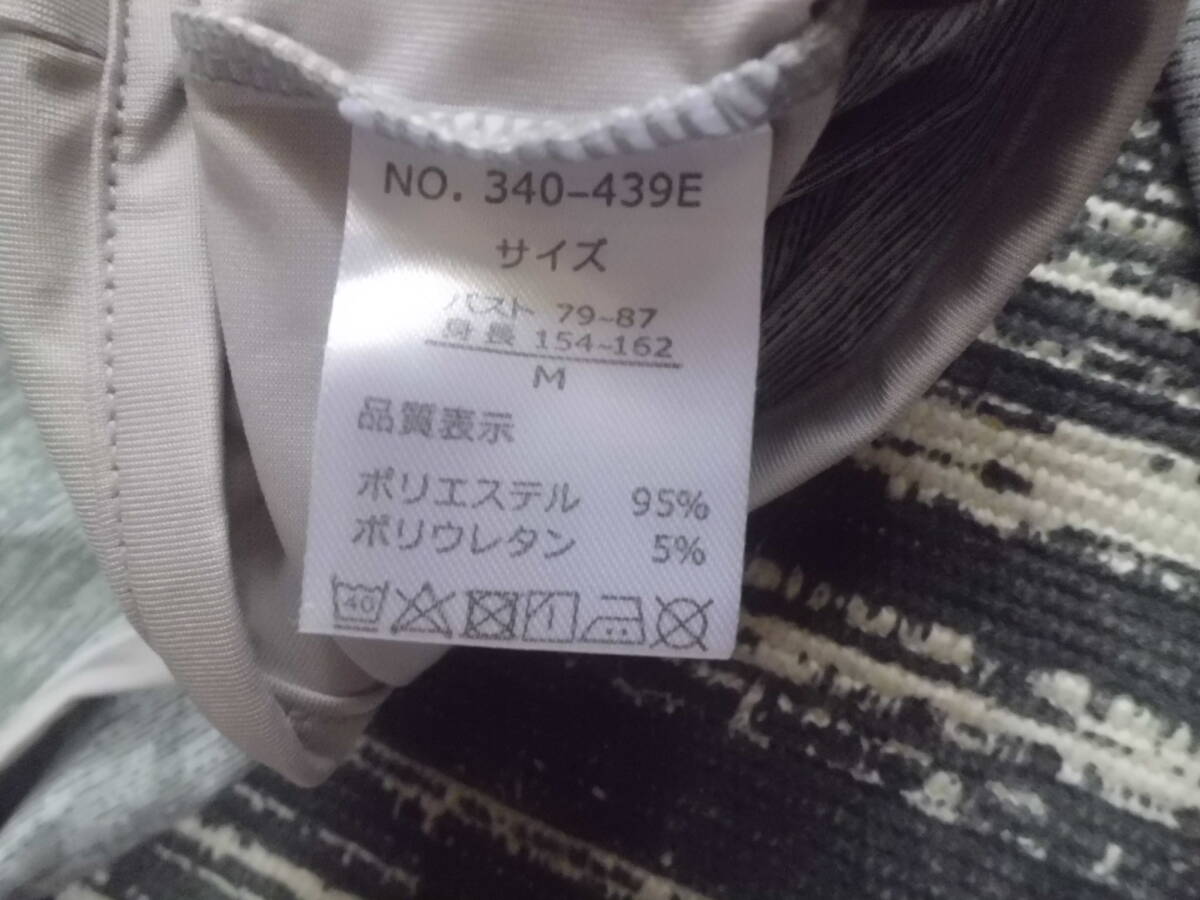 NO. 340-439E
サイズ
バスト 79~87
身長 154~162
M
品質表示
ポリエステル 95%
ポリウレタン 5%
40